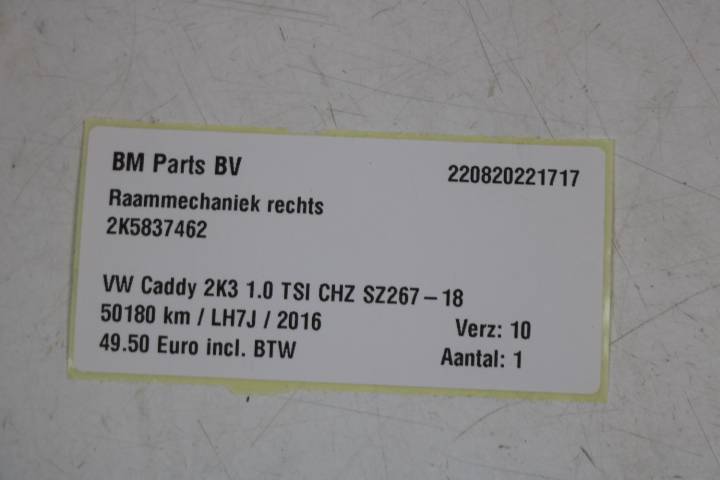 BM Parts BV 220820221717
Raammechaniek rechts
2K5837462
VW Caddy 2K3 1.0 TSI CHZ SZ267-18
50180 km / LH7J / 2016 Verz: 10
49.50 Euro incl. BTW Aantal: 1